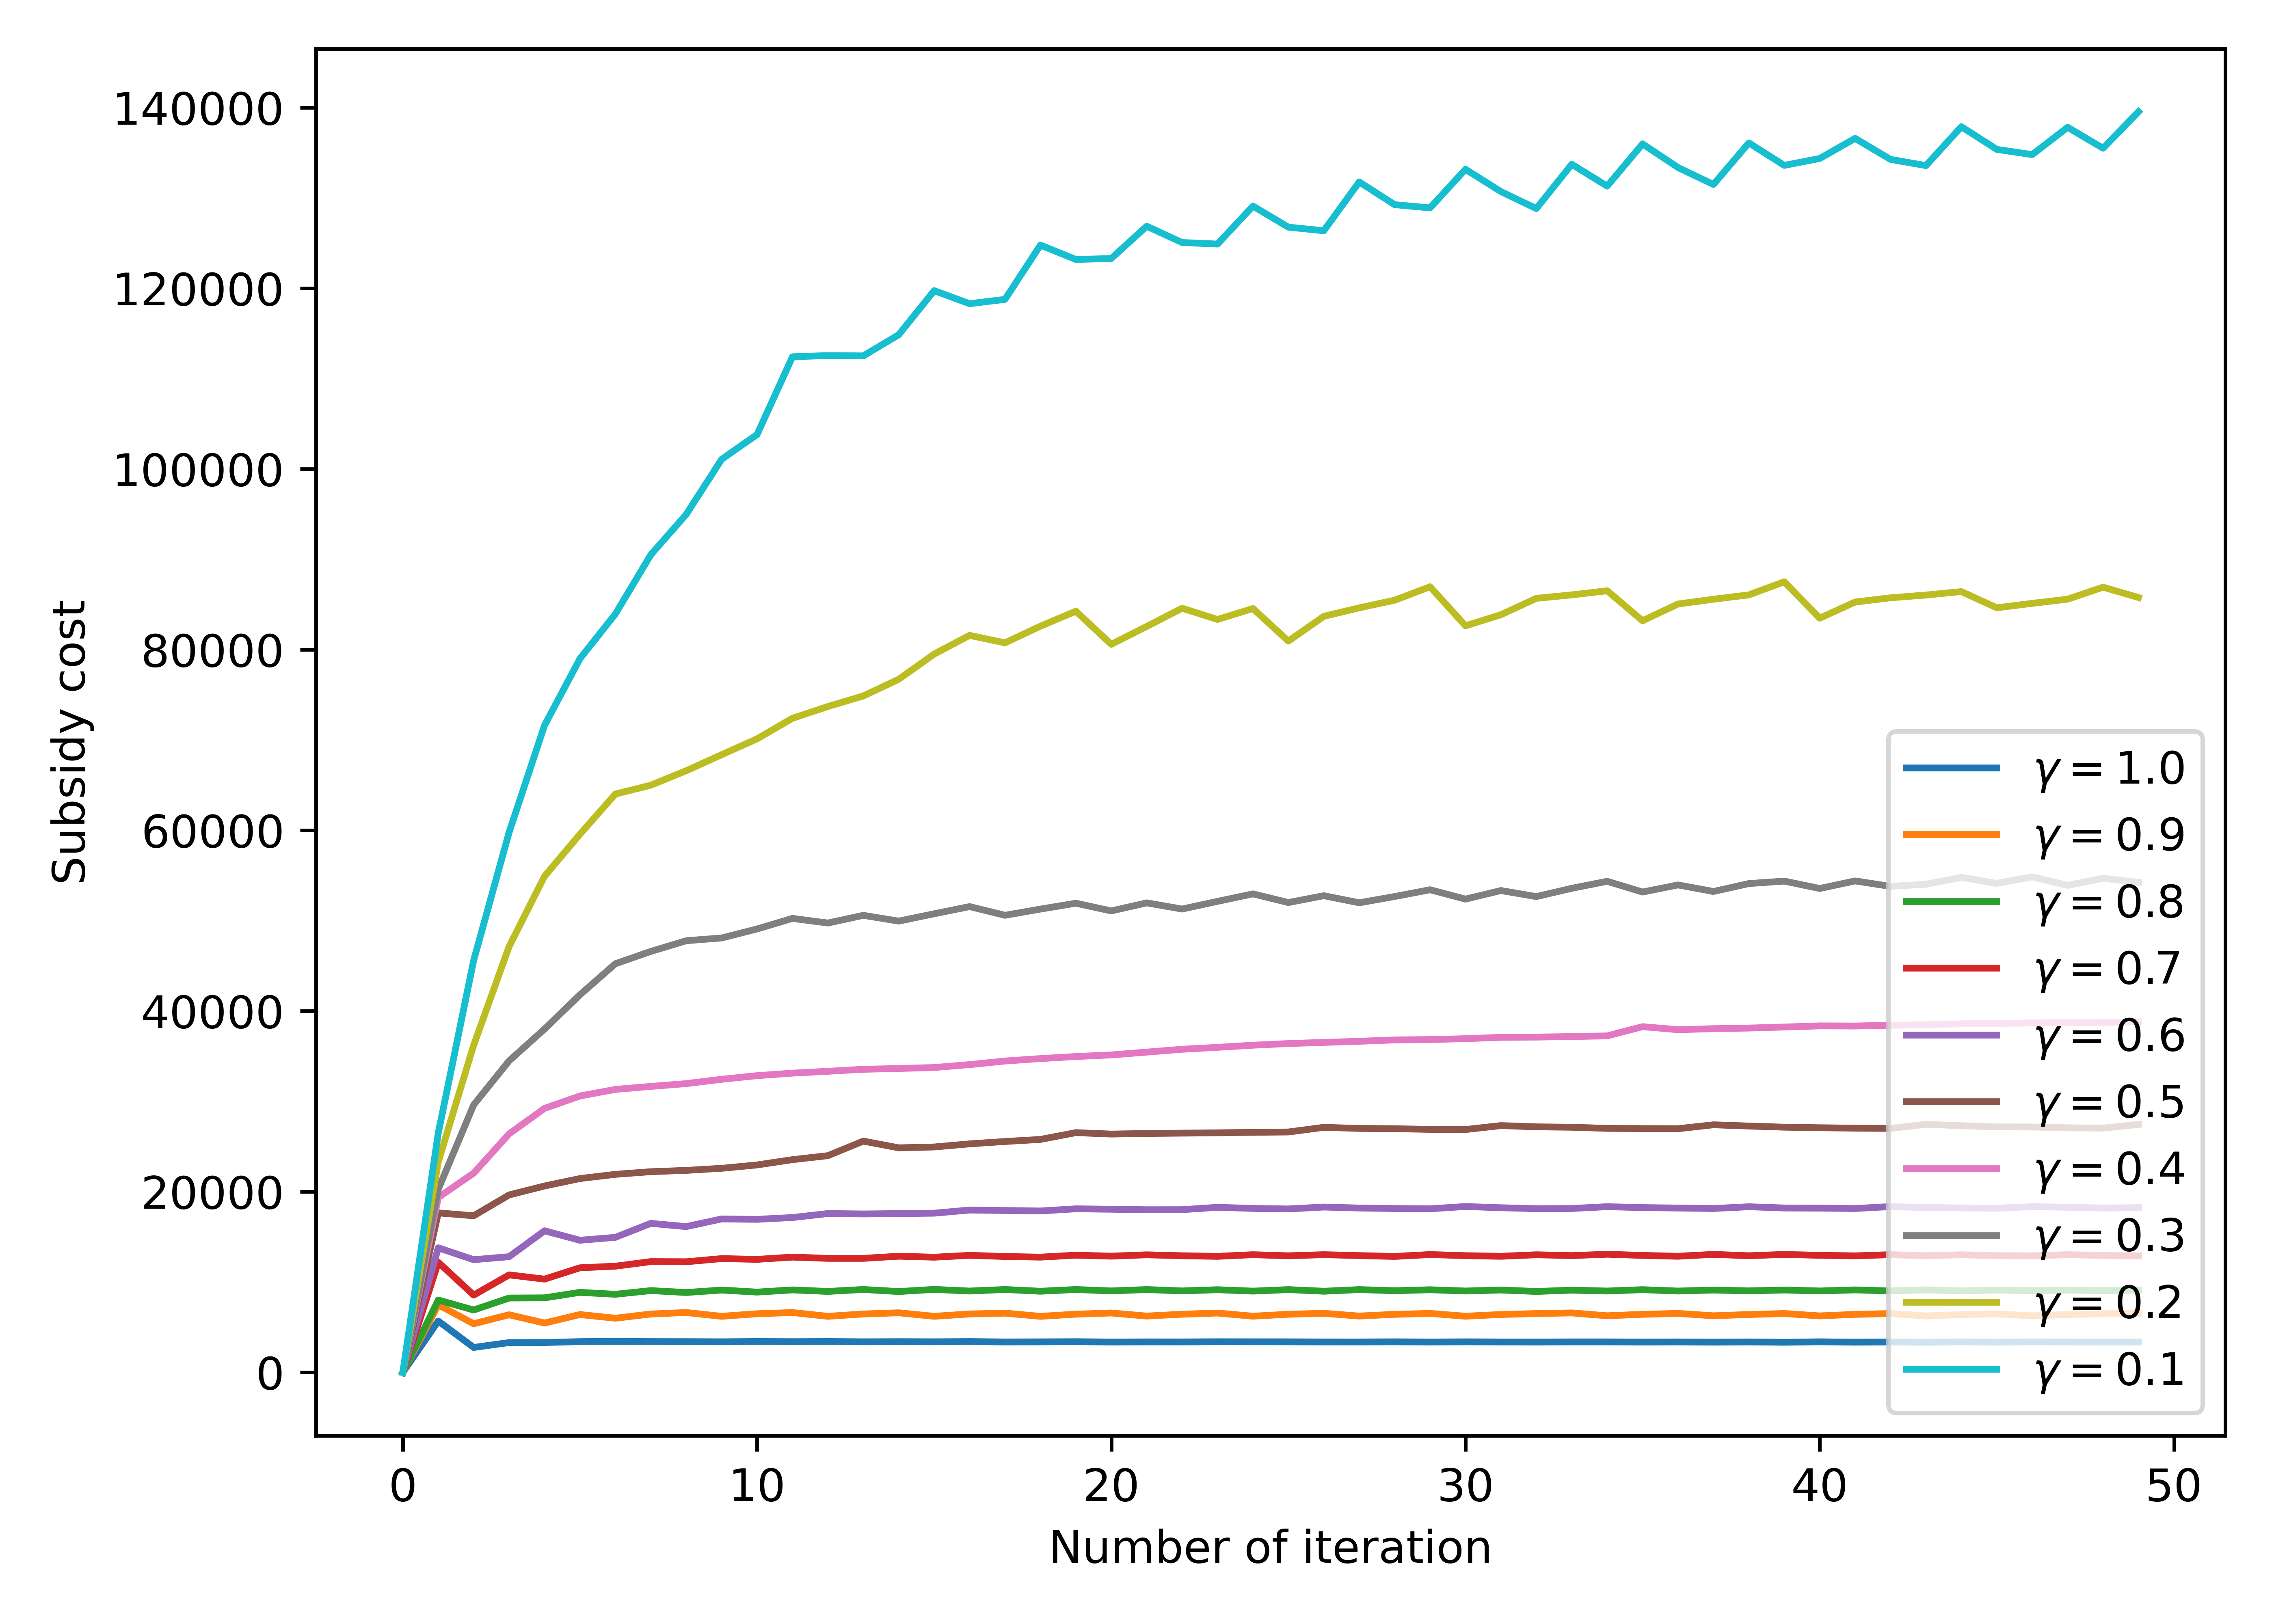 140000
120000
100000
80000
60000
40000
20000
0
Subsidy cost
0 10 20 30 40 50
Number of iteration
γ = 1.0
γ = 0.9
γ = 0.8
γ = 0.7
γ = 0.6
γ = 0.5
γ = 0.4
γ = 0.3
γ = 0.2
γ = 0.1